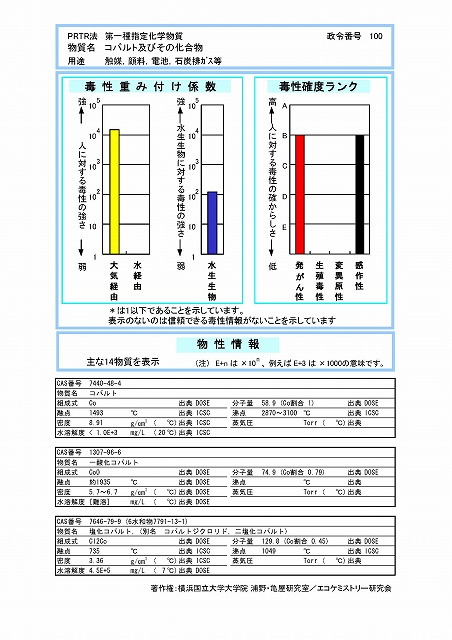 PRTR法 第一種指定化学物質 政令番号 100
物質名 コバルト及びその化合物
用途 触媒，顔料，電池，石炭排ガス等
毒性重み付け係数
強 10⁵ 10⁴ 10³ 10² 10 1 弱
人に対する毒性の強さ
大気経由 水経由
強 10⁵ 10⁴ 10³ 10² 10 1 弱
水生生物に対する毒性の強さ
水生生物
毒性確度ランク
高 A B C D E 低
人に対する毒性の確からしさ
発がん性 生殖毒性 変異原性 感作性
＊は1以下であることを示しています。
表示のないのは信頼できる毒性情報がないことを示しています
物性情報
主な14物質を表示 （注） E+n は ×10ⁿ 、例えば E+3 は ×1000の意味です。
CAS番号 7440-48-4
物質名 コバルト
組成式 Co 出典 DOSE 分子量 58.9 (Co割合 1) 出典 DOSE
融点 1493 ℃ 出典 ICSC 沸点 2870～3100 ℃ 出典 ICSC
密度 8.91 g/cm³ ( ℃) 出典 ICSC 蒸気圧 Torr ( ℃) 出典
水溶解度 < 1.0E+3 mg/L ( 20℃) 出典 ICSC
CAS番号 1307-96-6
物質名 一酸化コバルト
組成式 CoO 出典 DOSE 分子量 74.9 (Co割合 0.79) 出典 DOSE
融点 約1935 ℃ 出典 DOSE 沸点 ℃ 出典
密度 5.7～6.7 g/cm³ ( ℃) 出典 DOSE 蒸気圧 Torr ( ℃) 出典
水溶解度 [難溶] mg/L ( ℃) 出典 DOSE
CAS番号 7646-79-9 (6水和物7791-13-1)
物質名 塩化コバルト，(別名 コバルトジクロリド，二塩化コバルト)
組成式 Cl2Co 出典 DOSE 分子量 129.8 (Co割合 0.45) 出典 DOSE
融点 735 ℃ 出典 ICSC 沸点 1049 ℃ 出典 ICSC
密度 3.36 g/cm³ ( ℃) 出典 ICSC 蒸気圧 Torr ( ℃) 出典
水溶解度 4.5E+5 mg/L ( 7℃) 出典 DOSE
著作権：横浜国立大学大学院 浦野・亀屋研究室／エコケミストリー研究会